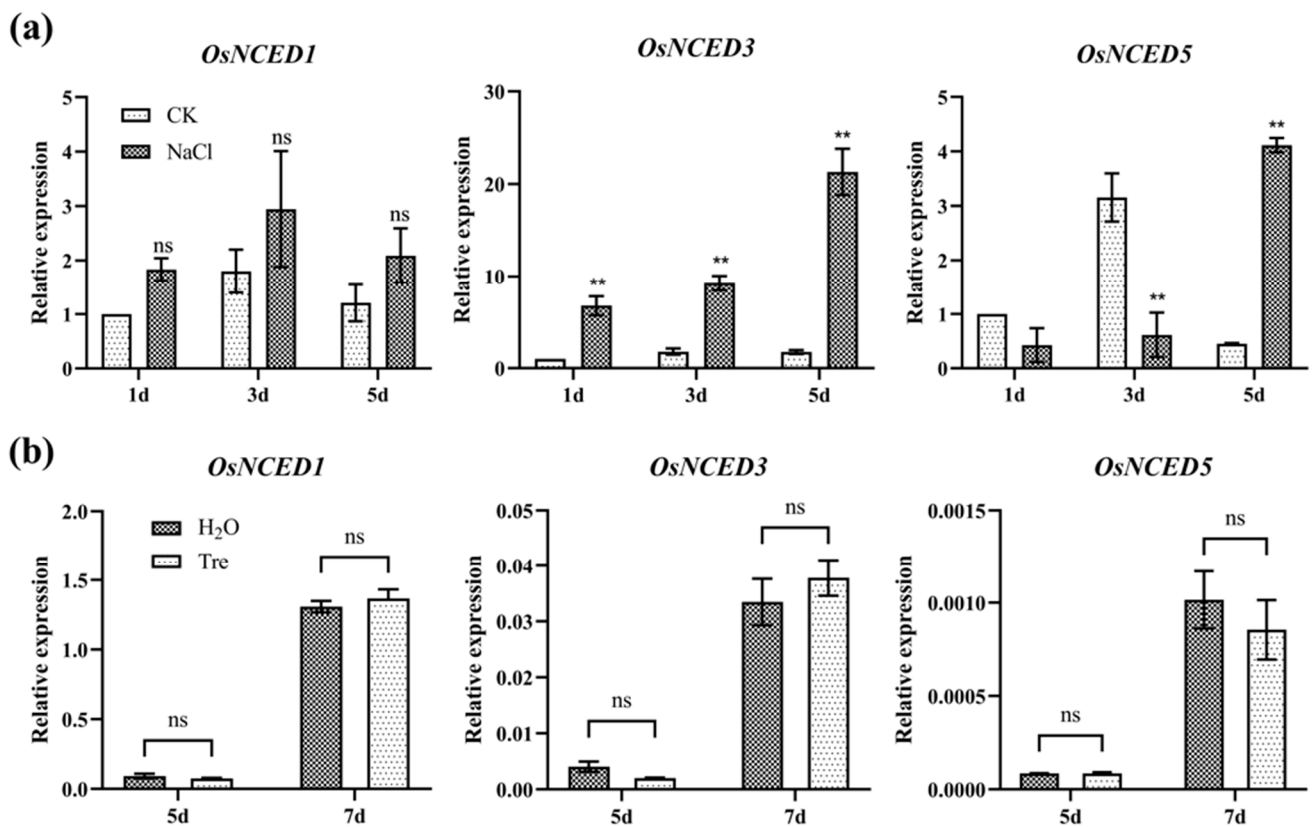 (a)
OsNCED1
OsNCED3
OsNCED5
Relative expression
5
4
3
2
1
0
CK
NaCl
ns
ns
ns
1d
3d
5d
Relative expression
30
20
10
0
**
**
**
1d
3d
5d
Relative expression
5
4
3
2
1
0
**
**
1d
3d
5d
(b)
OsNCED1
OsNCED3
OsNCED5
Relative expression
2.0
1.5
1.0
0.5
0.0
H₂O
Tre
ns
ns
5d
7d
Relative expression
0.05
0.04
0.03
0.02
0.01
0.00
ns
ns
5d
7d
Relative expression
0.0015
0.0010
0.0005
0.0000
ns
ns
5d
7d